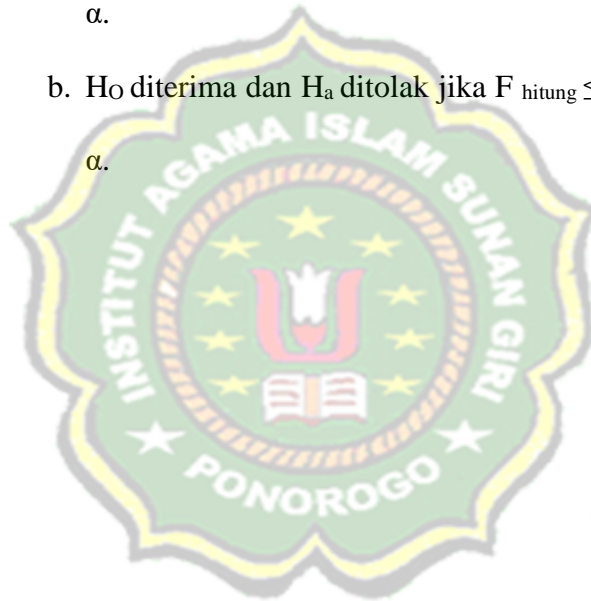 α.
b. HO diterima dan Ha ditolak jika F hitung ≤
α.
INSTITUT AGAMA ISLAM SUNAN GIRI
PONOROGO